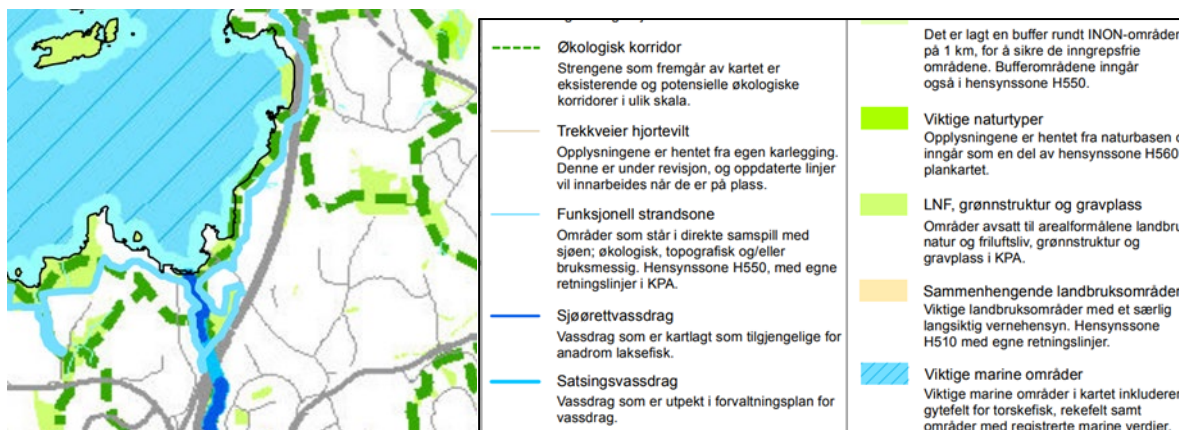 Økologisk korridor
Strengene som fremgår av kartet er
eksisterende og potensielle økologiske
korridorer i ulik skala.
Trekkveier hjortevilt
Opplysningene er hentet fra egen karlegging.
Denne er under revisjon, og oppdaterte linjer
vil innarbeides når de er på plass.
Funksjonell strandsone
Områder som står i direkte samspill med
sjøen; økologisk, topografisk og/eller
bruksmessig. Hensynssone H550, med egne
retningslinjer i KPA.
Sjøørettvassdrag
Vassdrag som er kartlagt som tilgjengelige for
anadrom laksefisk.
Satsingsvassdrag
Vassdrag som er utpekt i forvaltningsplan for
vassdrag.
Det er lagt en buffer rundt INON-områder
på 1 km, for å sikre de inngrepsfrie
områdene. Bufferområdene inngår
også i hensynssone H550.
Viktige naturtyper
Opplysningene er hentet fra naturbasen
inngår som en del av hensynssone H560
plankartet.
LNF, grønnstruktur og gravplass
Områder avsatt til arealformålene
natur og friluftsliv, grønnstruktur og
gravplass i KPA.
Sammenhengende landbruksområder
Viktige landbruksområder med et særlig
langsiktig vernehensyn. Hensynssone
H510 med egne retningslinjer.
Viktige marine områder
Viktige marine områder i kartet inkluderer
gytefelt for torskefisk, rekefelt samt
områder med registrerte marine verdier.